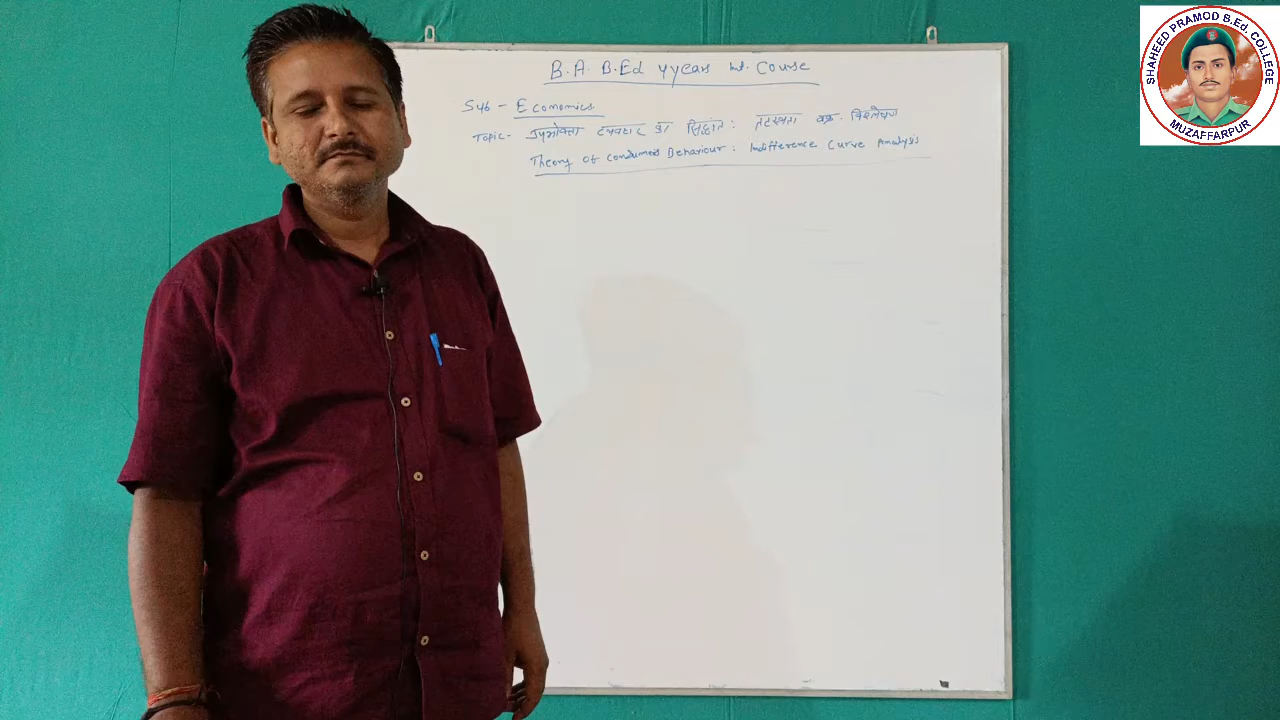 B.A. B.Ed 4 years Int. Course
Sub - Economics
Topic - उपभोक्ता व्यवहार का सिद्धांत : तटस्थता वक्र विश्लेषण
Theory of Consumer's Behaviour : Indifference Curve Analysis
SHAHEED PRAMOD B.Ed. COLLEGE
MUZAFFARPUR